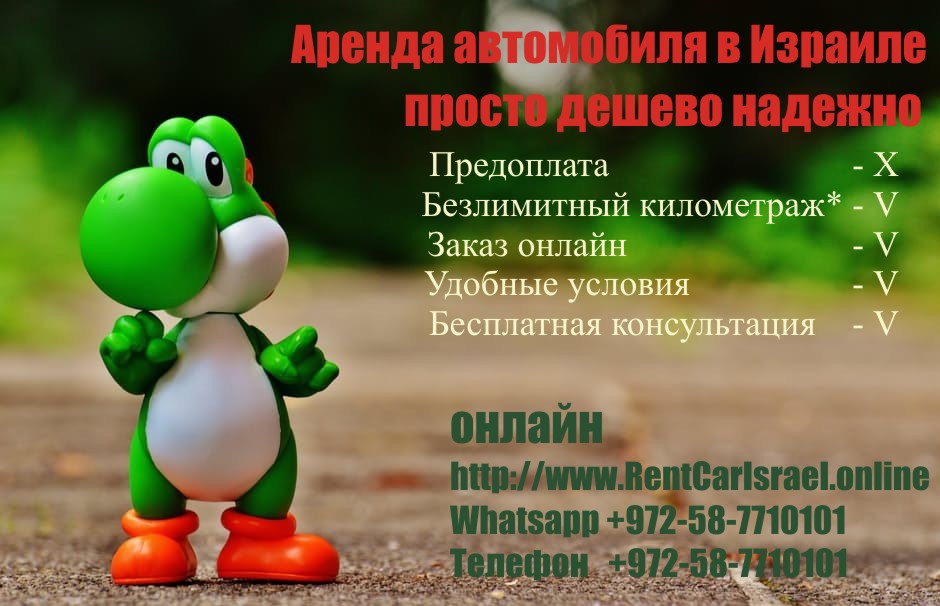 Аренда автомобиля в Израиле
просто дешево надежно
Предоплата - X
Безлимитный километраж* - V
Заказ онлайн - V
Удобные условия - V
Бесплатная консультация - V
онлайн
http://www.RentCarIsrael.online
Whatsapp +972-58-7710101
Телефон +972-58-7710101